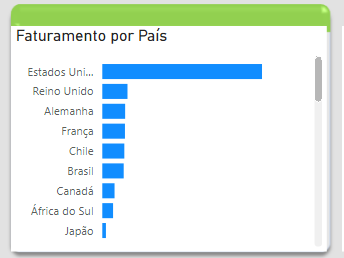 Faturamento por País
Estados Uni...
Reino Unido
Alemanha
França
Chile
Brasil
Canadá
África do Sul
Japão